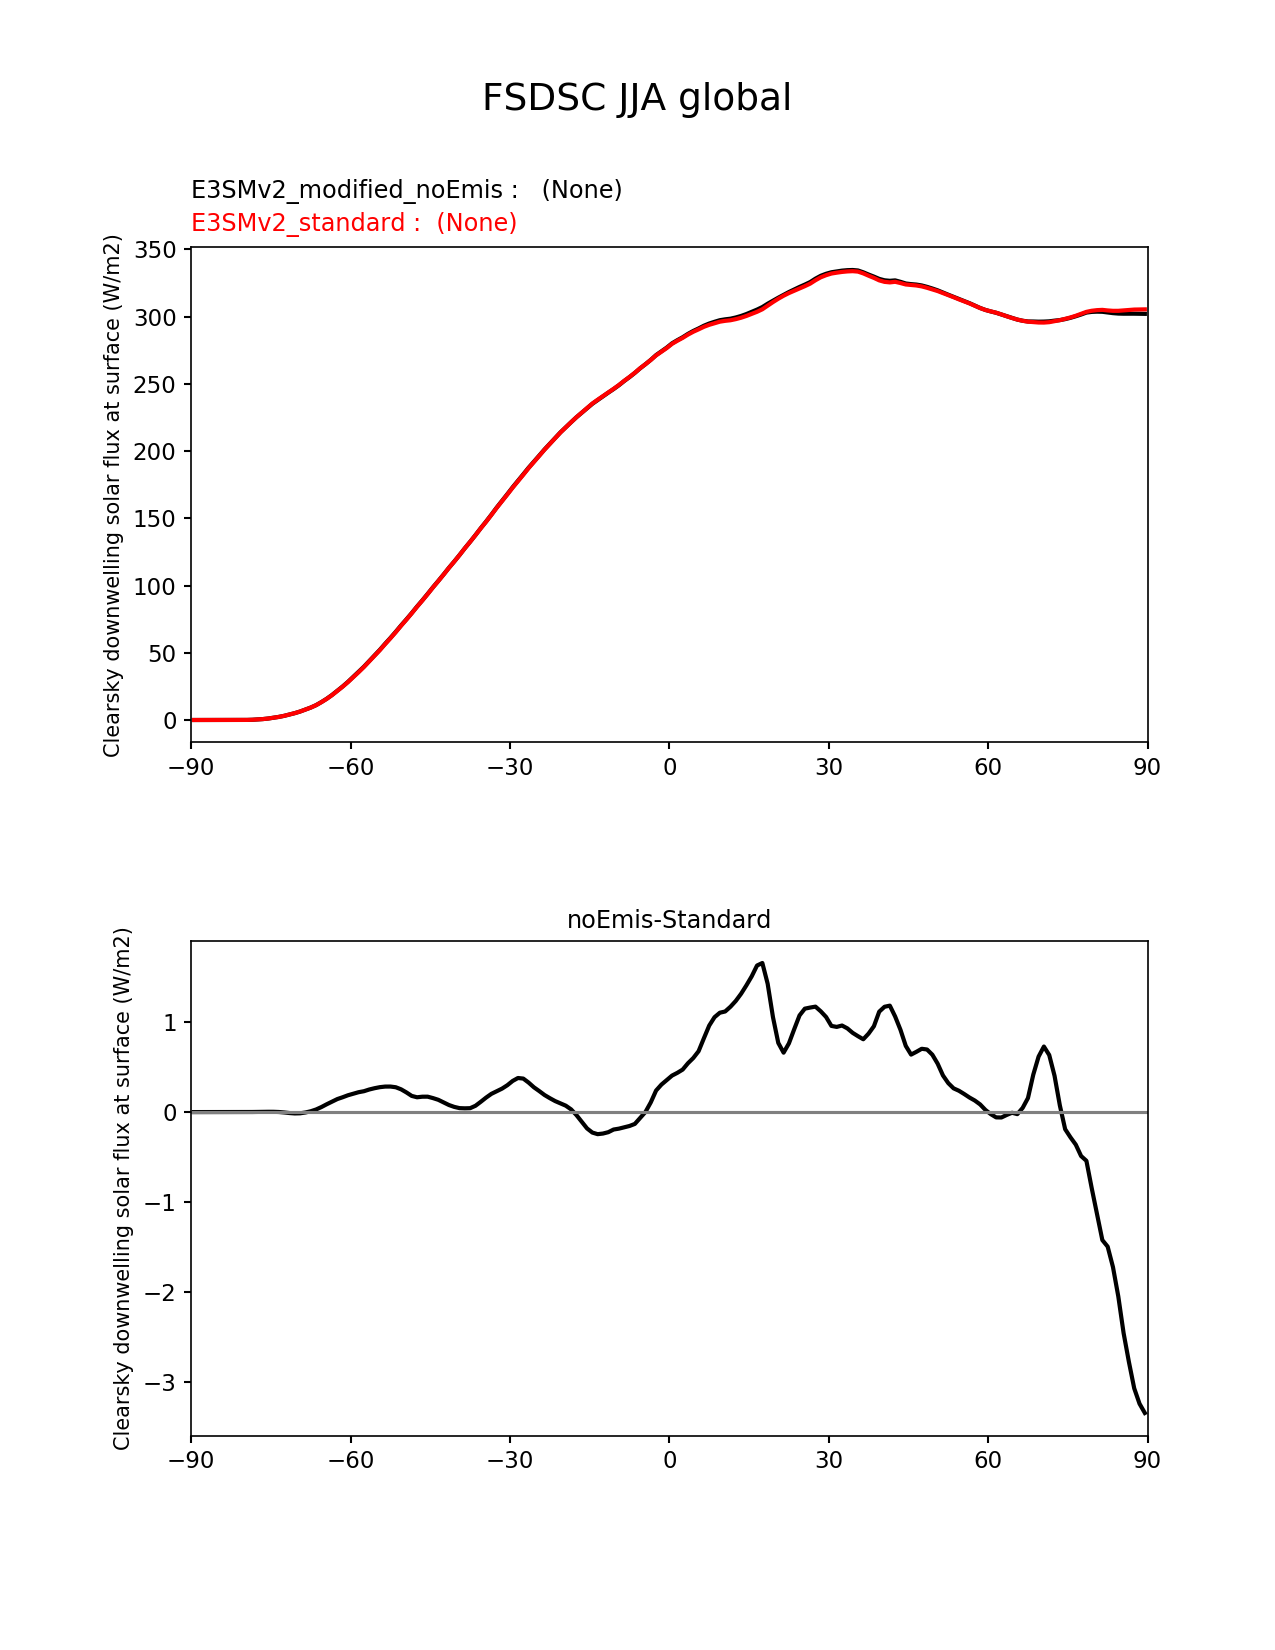 FSDSC JJA global
E3SMv2_modified_noEmis :   (None)
E3SMv2_standard :  (None)
Clearsky downwelling solar flux at surface (W/m2)
350
300
250
200
150
100
50
0
−90 −60 −30 0 30 60 90
noEmis-Standard
Clearsky downwelling solar flux at surface (W/m2)
1
0
−1
−2
−3
−90 −60 −30 0 30 60 90